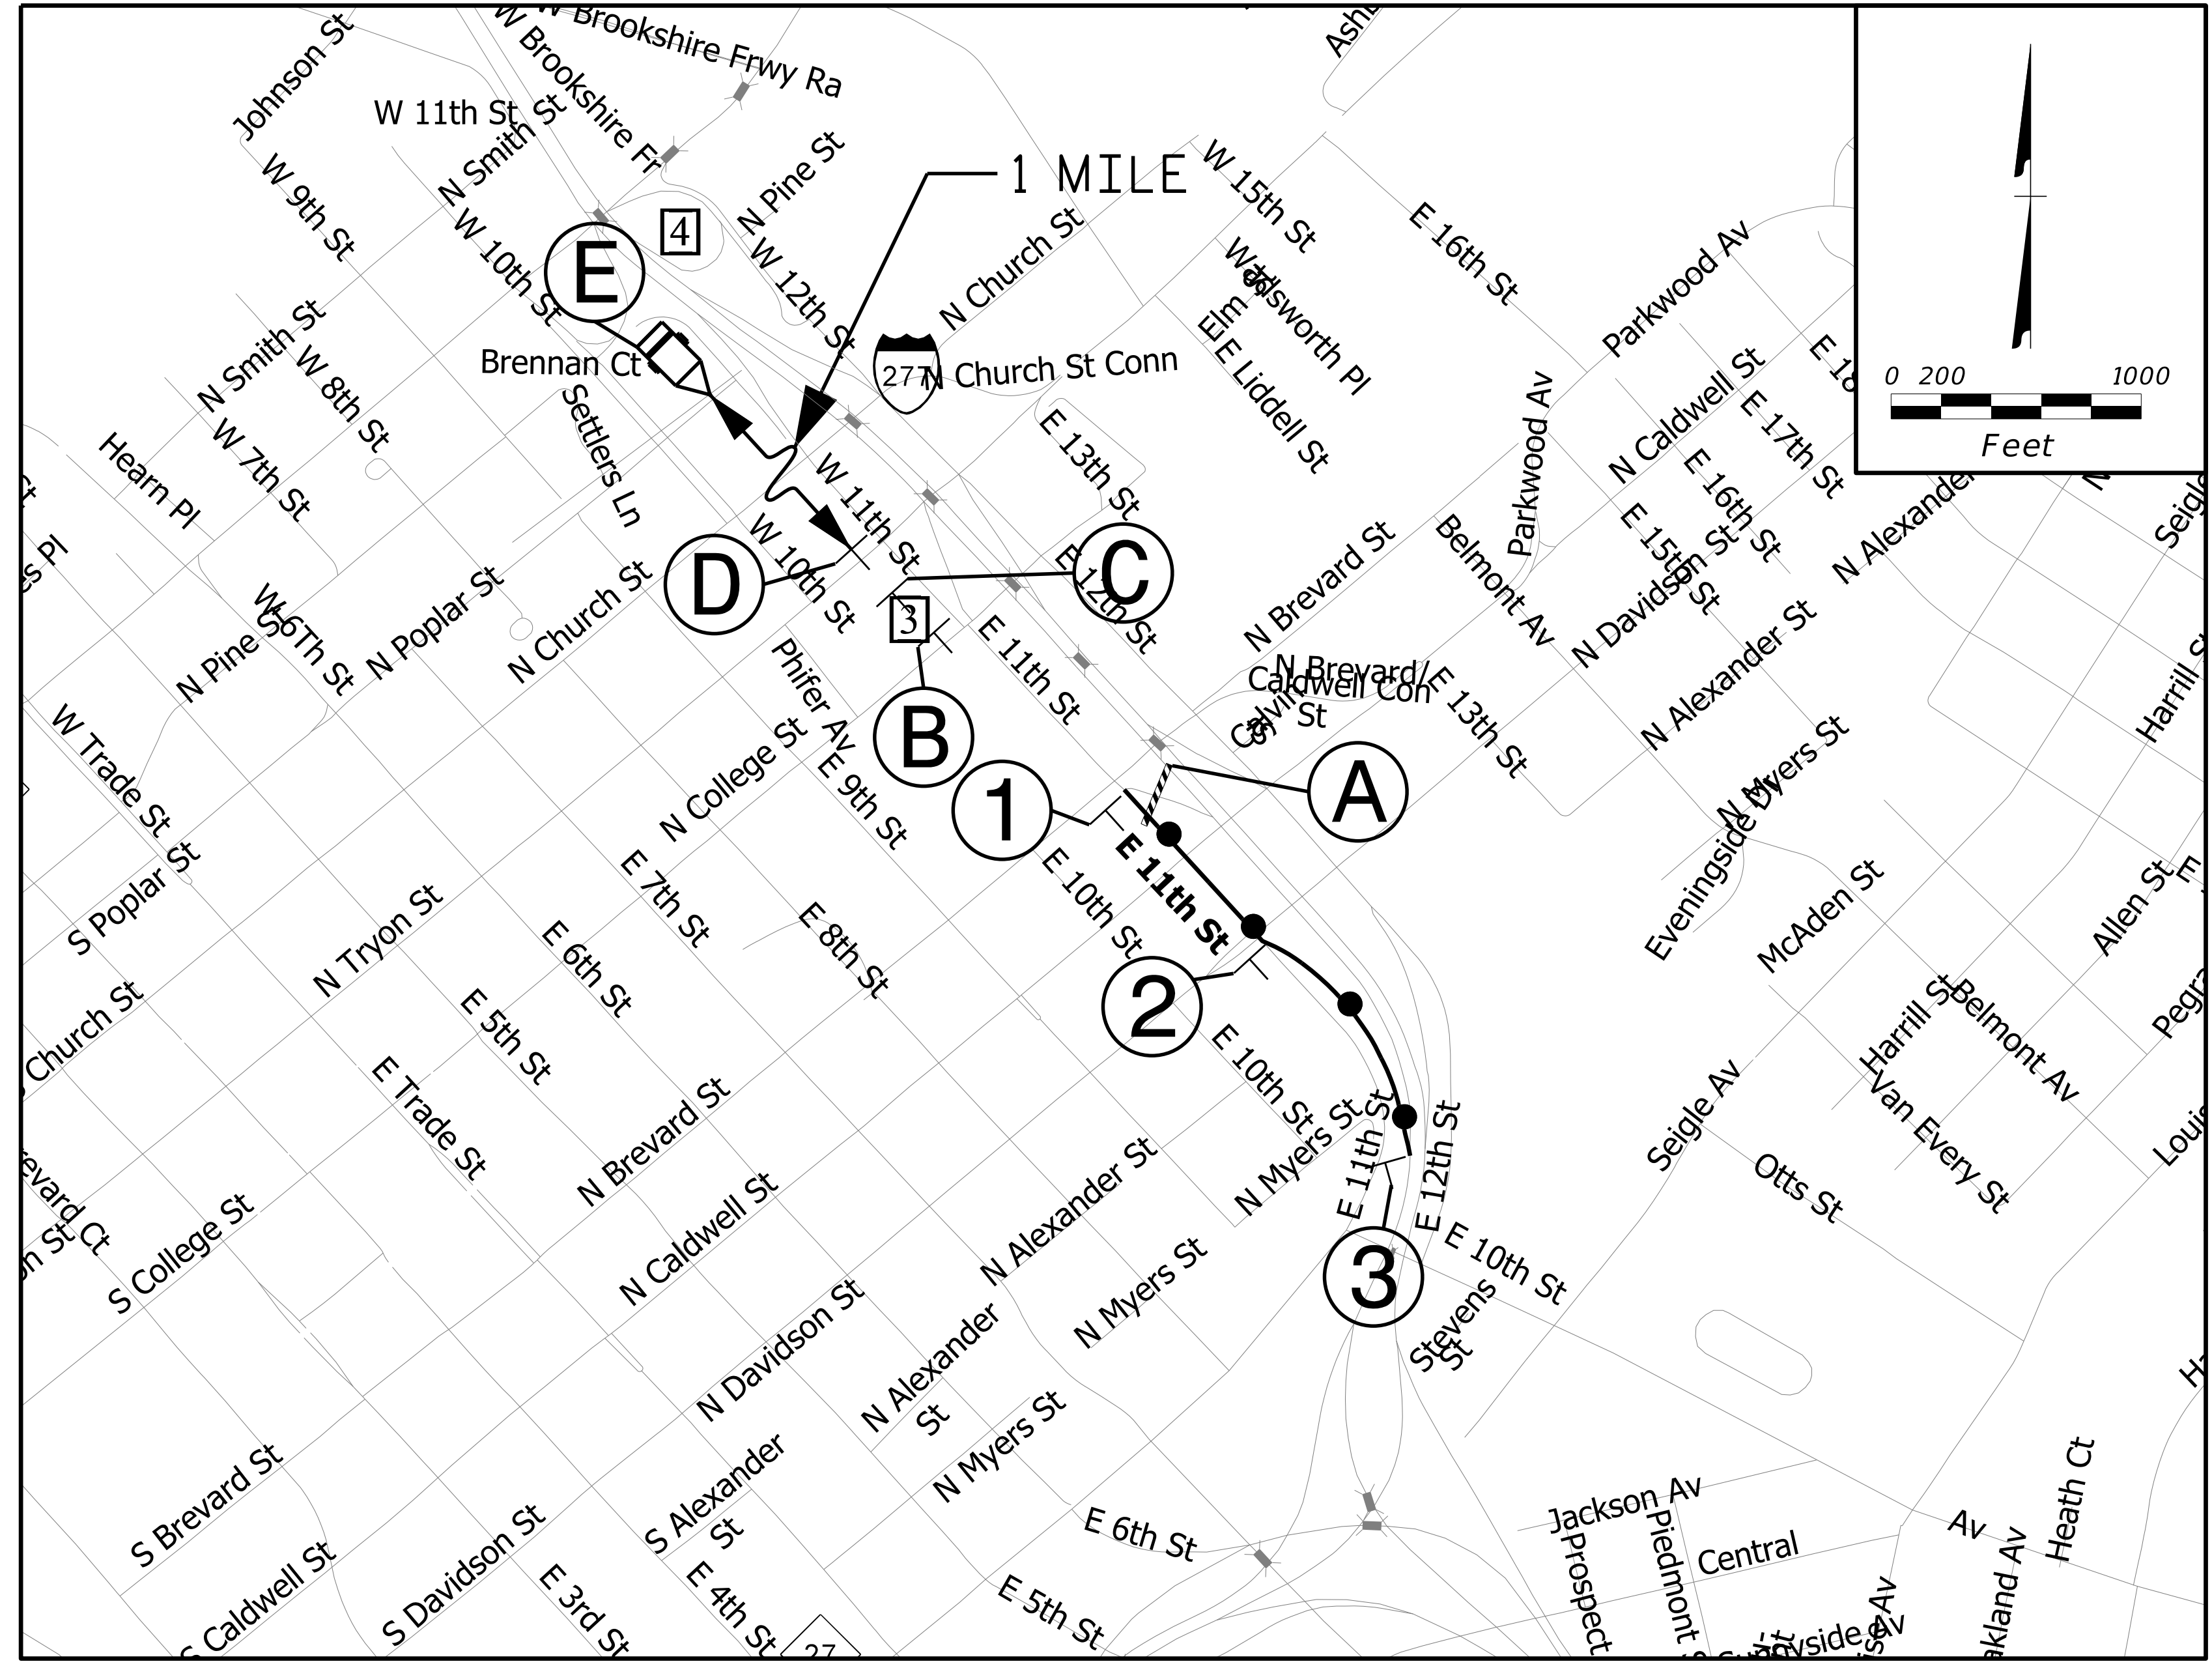 Johnson St
W Brookshire Frwy Ra
W Brookshire Fr
W 11th St
N Smith St
W 9th St
N Pine St
1 MILE
W 15th St
E 16th St
Parkwood Av
0 200 1000
Feet
W 10th St
4
E
W 12th St
N Church St
Wadsworth Pl
Elm St
E Liddell St
N Smith St
W 8th St
Brennan Ct
277
N Church St Conn
Parkwood Av
N Caldwell St
E 17th St
Hearn Pl
W 7th St
Settlers Ln
W 11th St
E 13th St
E 16th St
N Alexander
D
W 10th St
C
E 12th St
N Brevard St
Belmont Av
E 15th St
N Davidson St
3
W 6Th St
N Pine St
N Poplar St
N Church St
Phifer Av
B
E 11th St
N Brevard/
Caldwell Con
St
Calvin
E 13th St
N Alexander St
Harrill S
W Trade St
N College St
E 9th St
1
A
N Myers St
Eveningside Dr
S Poplar St
N Tryon St
E 7th St
E 8th St
E 10th St
E 11th St
McAden St
Allen St
Church St
E 6th St
E 5th St
2
E 10th St
Harrill St
Belmont Av
E Trade St
N Brevard St
N Myers St
E 11th St
E 12th St
Seigle Av
Van Every St
Otts St
S College St
N Caldwell St
N Alexander St
N Myers St
3
E 10th St
Stevens
St
N Davidson St
N Alexander
St
N Myers St
S Brevard St
S Alexander
St
E 6th St
Jackson Av
Central
Av
Heath Ct
S Caldwell St
S Davidson St
E 3rd St
E 4th St
27
E 5th St
Prospect
Piedmont